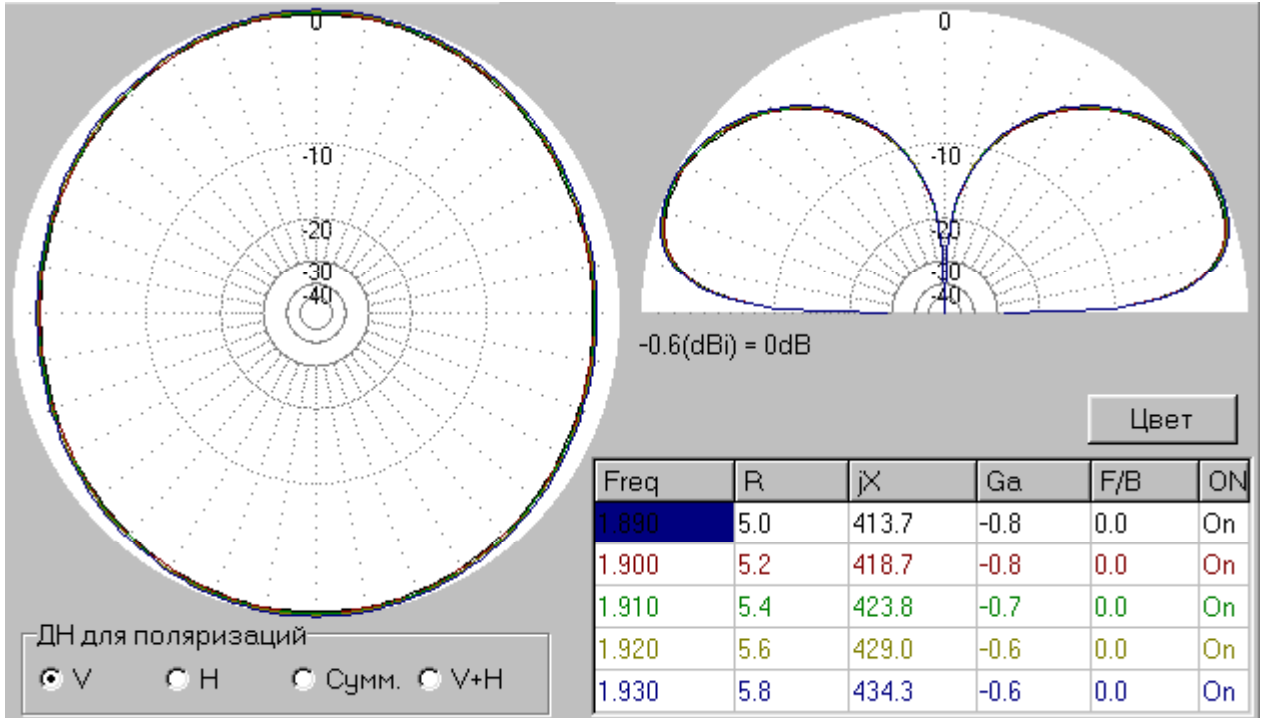 0
-10
-20
-30
-40
0
-10
-20
-30
-40
-0.6(dBi) = 0dB
Цвет
Freq R jX Ga F/B ON
1.890 5.0 413.7 -0.8 0.0 On
1.900 5.2 418.7 -0.8 0.0 On
1.910 5.4 423.8 -0.7 0.0 On
1.920 5.6 429.0 -0.6 0.0 On
1.930 5.8 434.3 -0.6 0.0 On
ДН для поляризаций
V H Сумм. V+H